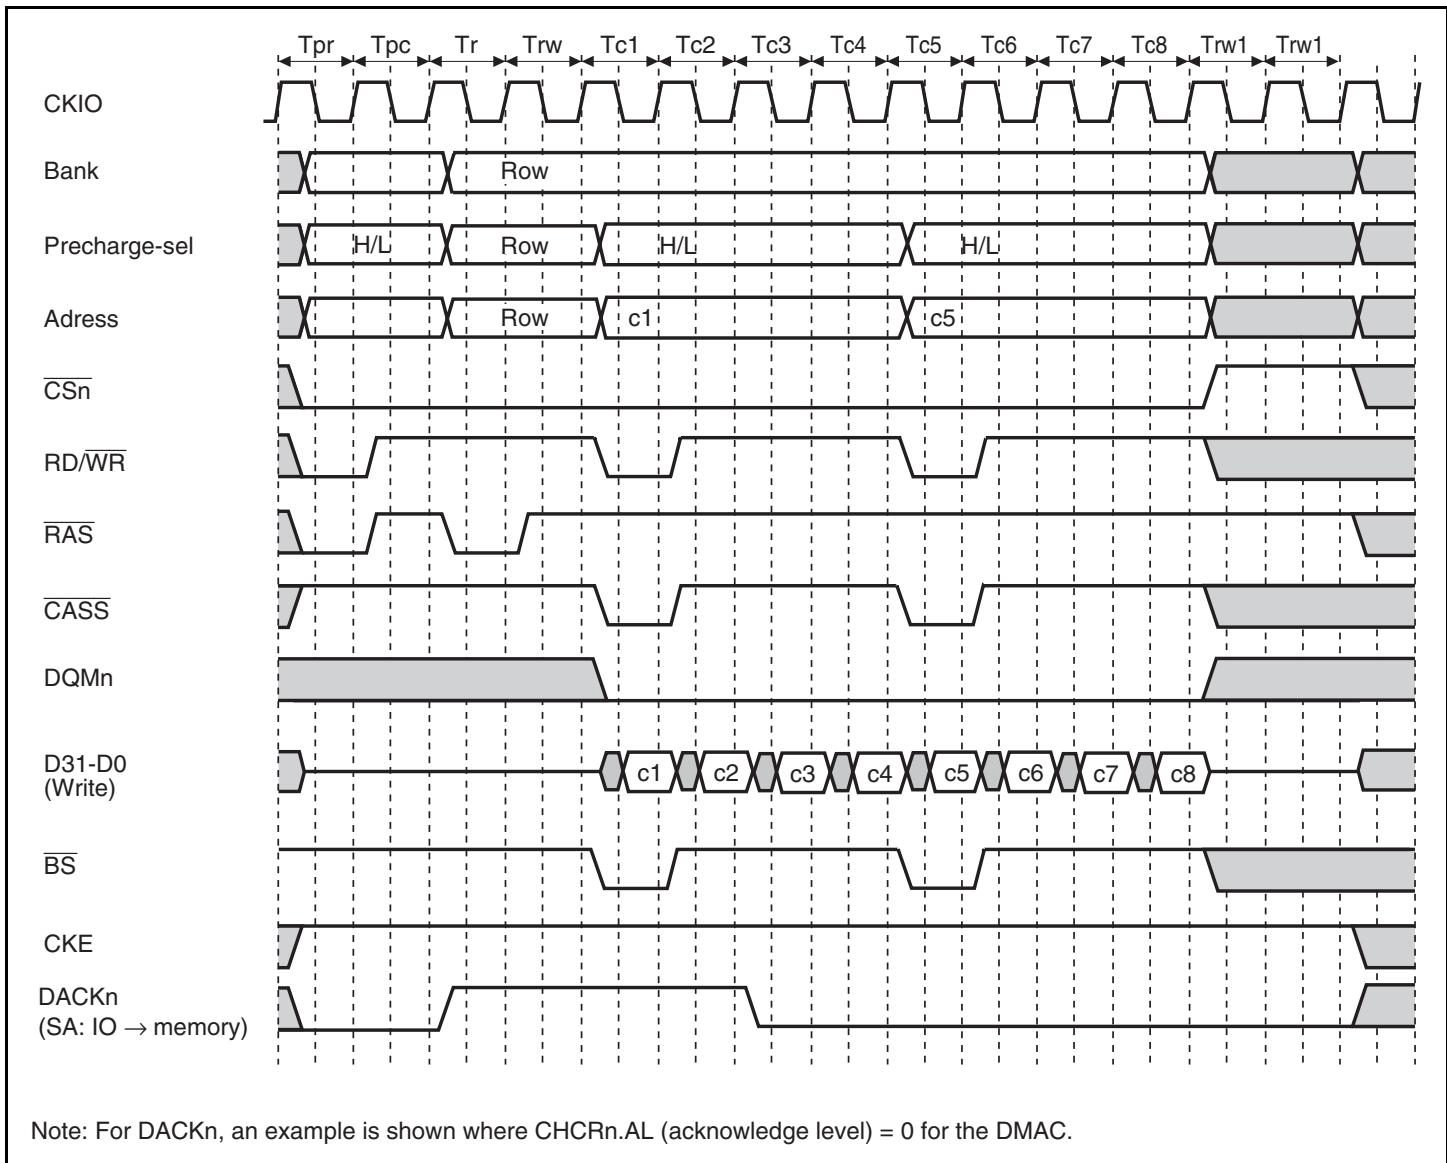 Tpr Tpc Tr Trw Tc1 Tc2 Tc3 Tc4 Tc5 Tc6 Tc7 Tc8 Trw1 Trw1
CKIO
Bank Row
Precharge-sel H/L Row H/L H/L
Adress Row c1 c5
CSn
RD/WR
RAS
CASS
DQMn
D31-D0 c1 c2 c3 c4 c5 c6 c7 c8
(Write)
BS
CKE
DACKn
(SA: IO → memory)
Note: For DACKn, an example is shown where CHCRn.AL (acknowledge level) = 0 for the DMAC.